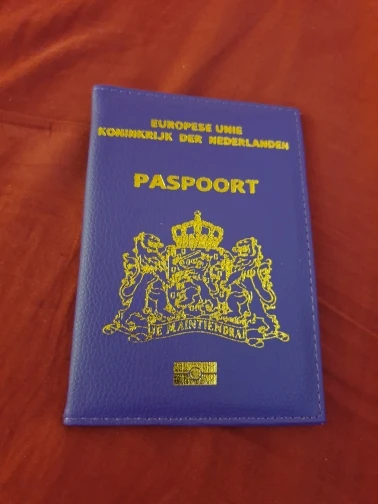 EUROPESE UNIE
KONINKRIJK DER NEDERLANDEN
PASPOORT
JE MAINTIENDRAI